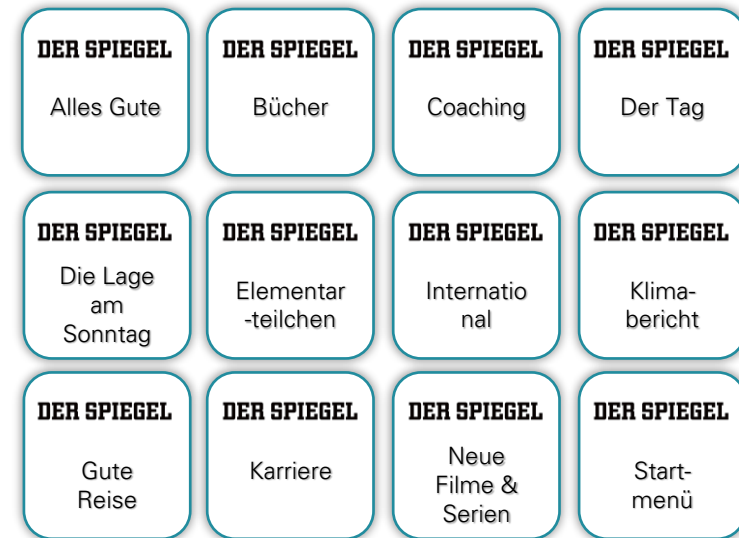 DER SPIEGEL
Alles Gute
DER SPIEGEL
Bücher
DER SPIEGEL
Coaching
DER SPIEGEL
Der Tag
DER SPIEGEL
Die Lage
am
Sonntag
DER SPIEGEL
Elementar
-teilchen
DER SPIEGEL
Internatio
nal
DER SPIEGEL
Klima-
bericht
DER SPIEGEL
Gute
Reise
DER SPIEGEL
Karriere
DER SPIEGEL
Neue
Filme &
Serien
DER SPIEGEL
Start-
menü